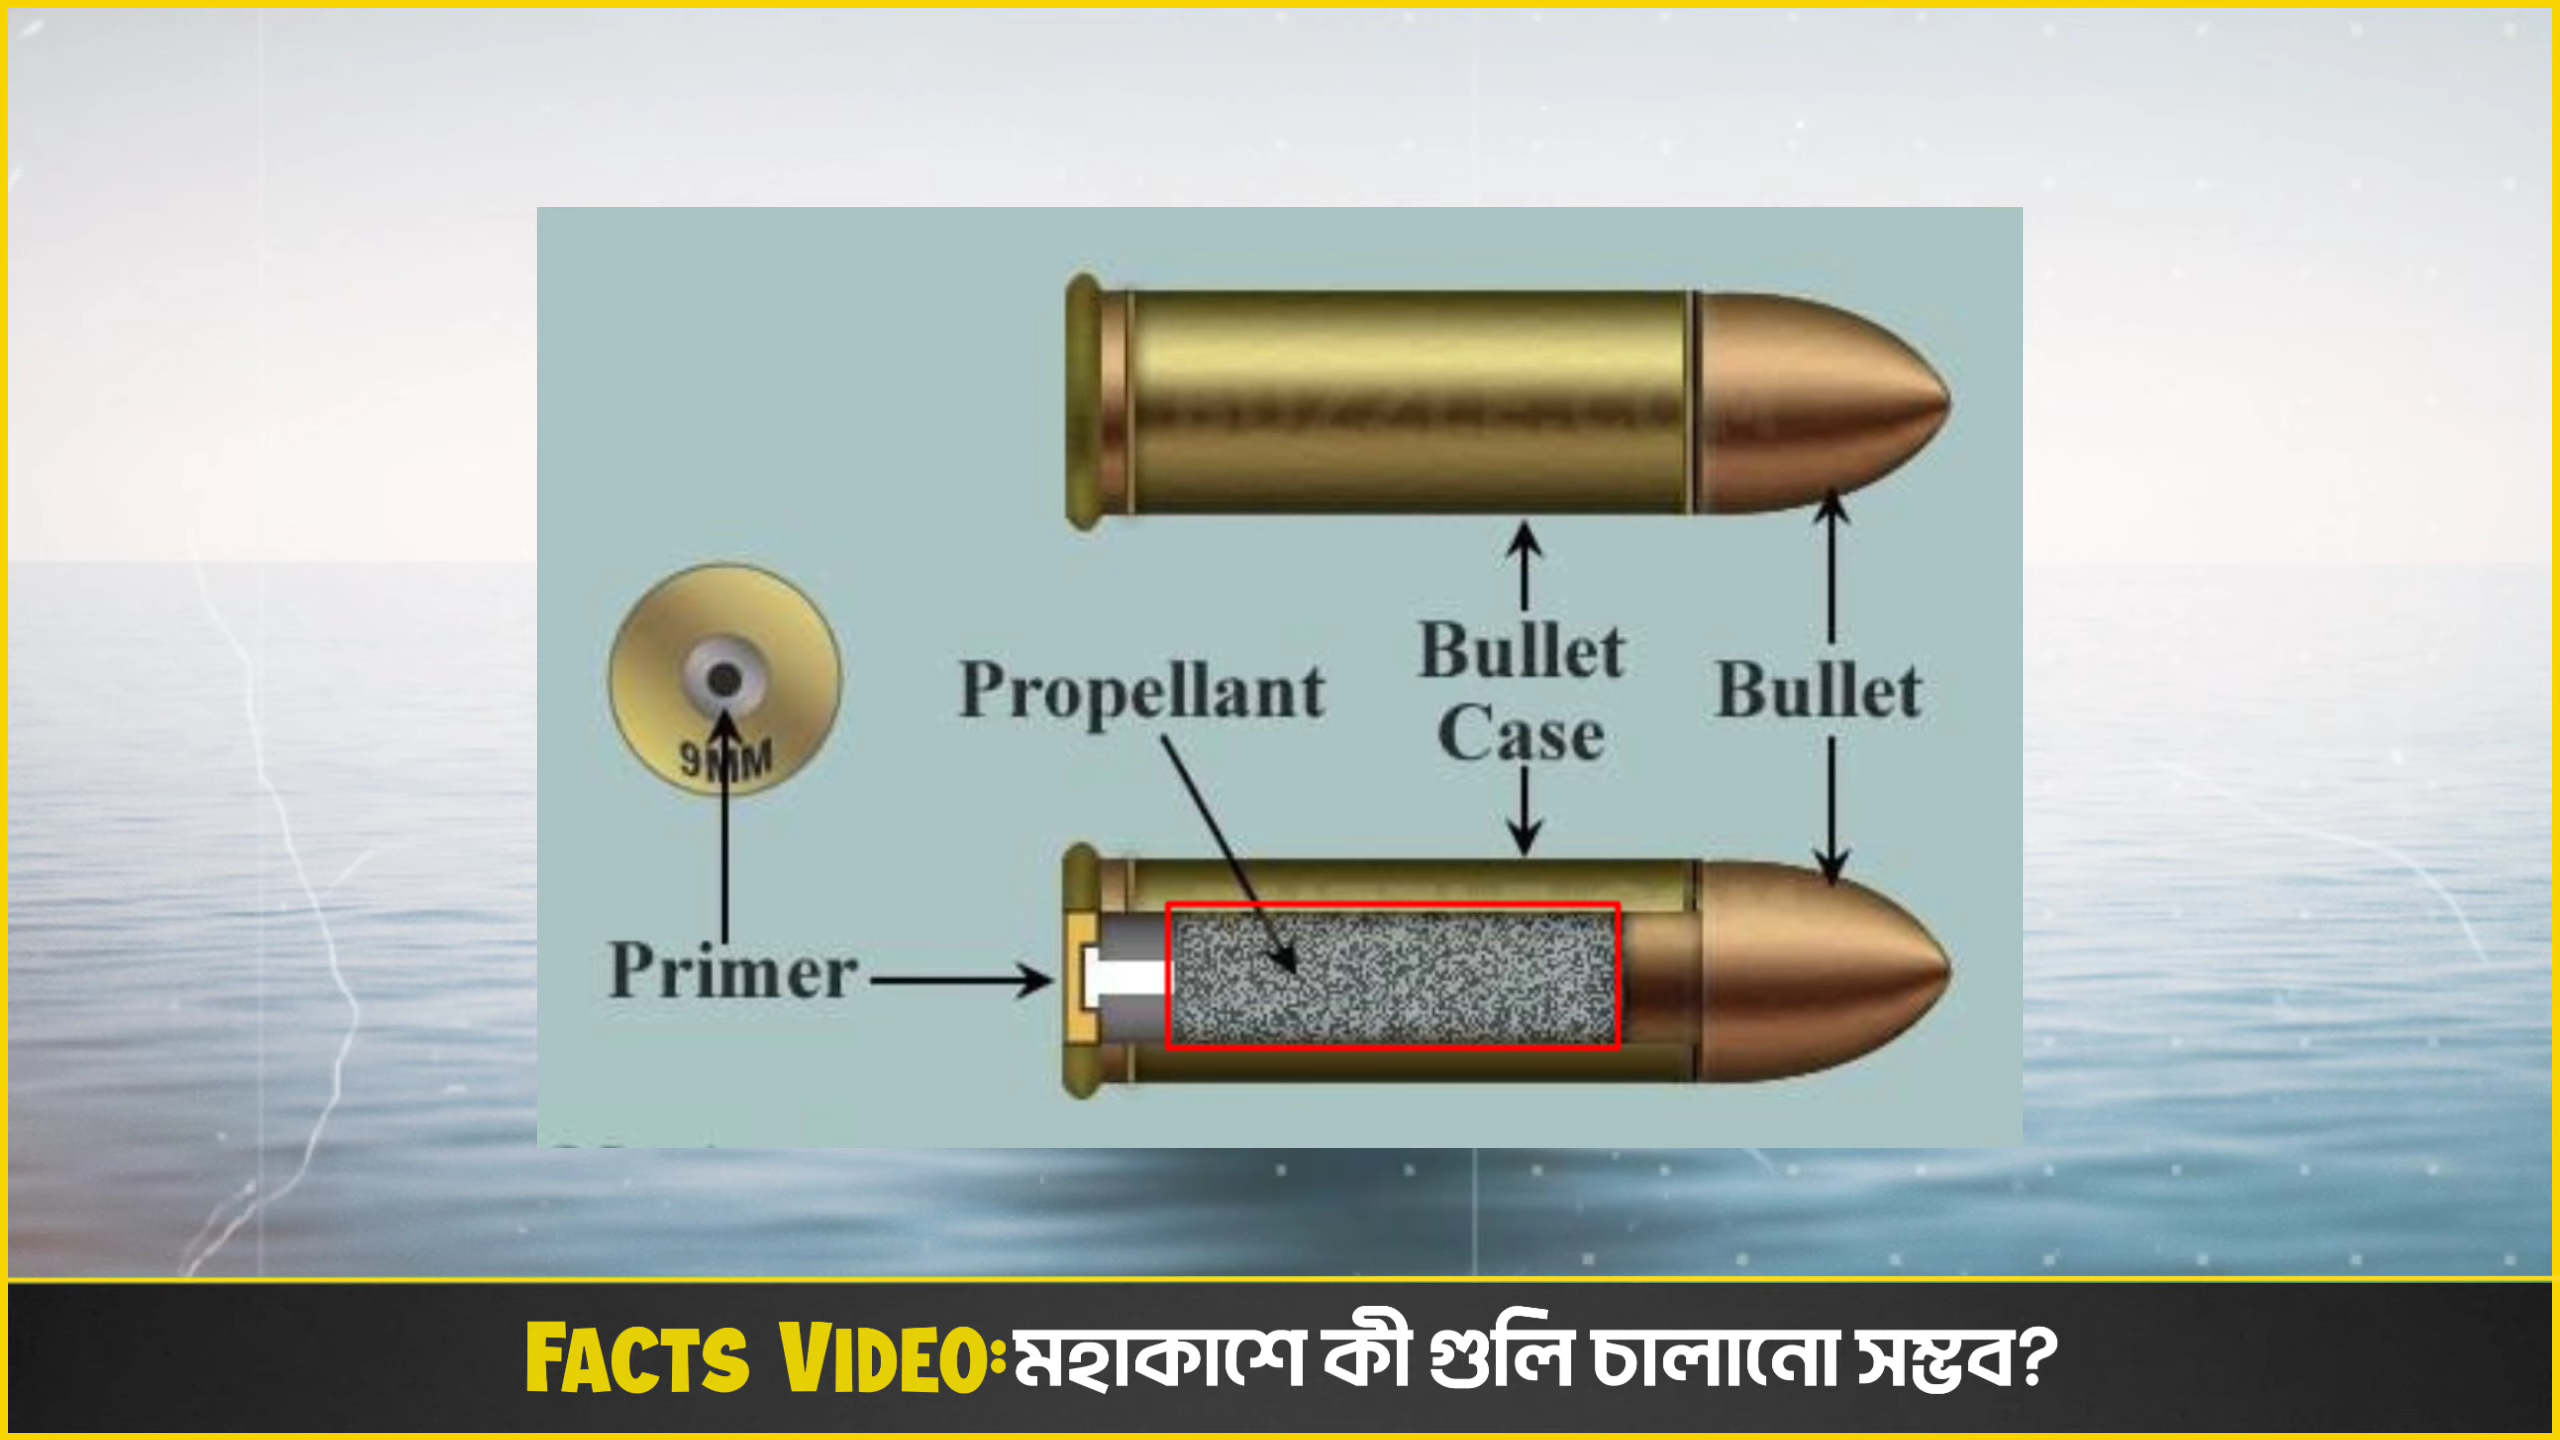 9MM
Propellant
Bullet
Case
Bullet
Primer
FACTS VIDEO: মহাকাশে কী গুলি চালানো সম্ভব?